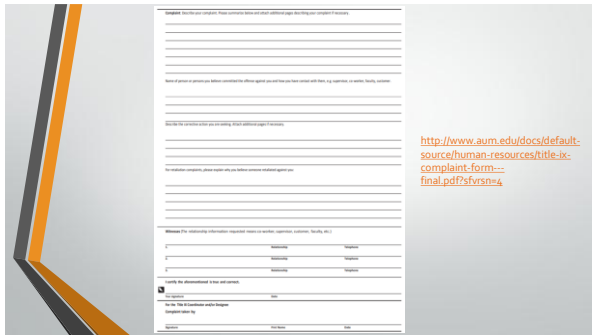 Complaint: Describe your complaint. Please summarize below and attach additional pages describing your complaint if necessary.
Name of person or persons you believe committed the offense against you and how you have contact with them, e.g. supervisor, co-worker, faculty, customer
Describe the corrective action you are seeking. Attach additional pages if necessary.
For retaliation complaints, please explain why you believe someone retaliated against you:
Witnesses (The relationship information requested means co-worker, supervisor, customer, faculty, etc.)
1. Relationship Telephone
2. Relationship Telephone
3. Relationship Telephone
I certify the aforementioned is true and correct.
Your Signature Date
For the Title IX Coordinator and/or Designee
Complaint taken by:
Signature Print Name Date
http://www.aum.edu/docs/default-
source/human-resources/title-ix-
complaint-form---
final.pdf?sfvrsn=4